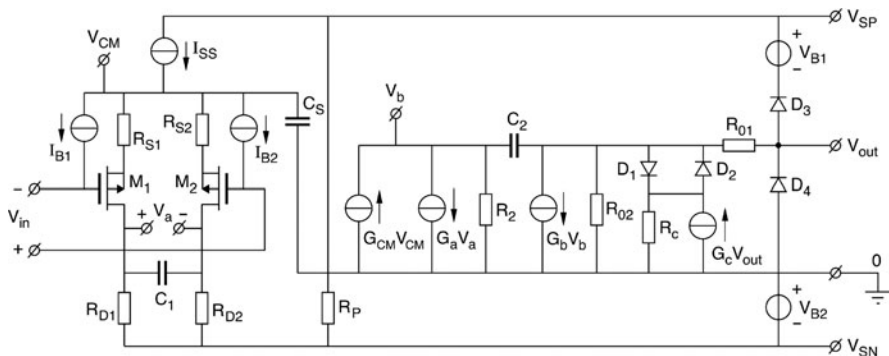 V_SP
I_SS
V_CM
+
V_B1
−
C_S
V_b
C_2
D_3
R_S1
R_S2
R_01
I_B1
I_B2
V_out
D_1
D_2
−
M_1
M_2
D_4
V_in
+ V_a −
R_2
R_02
R_c
+
G_CM V_CM
G_a V_a
G_b V_b
G_c V_out
0
C_1
+
R_D1
R_D2
R_P
V_B2
−
V_SN